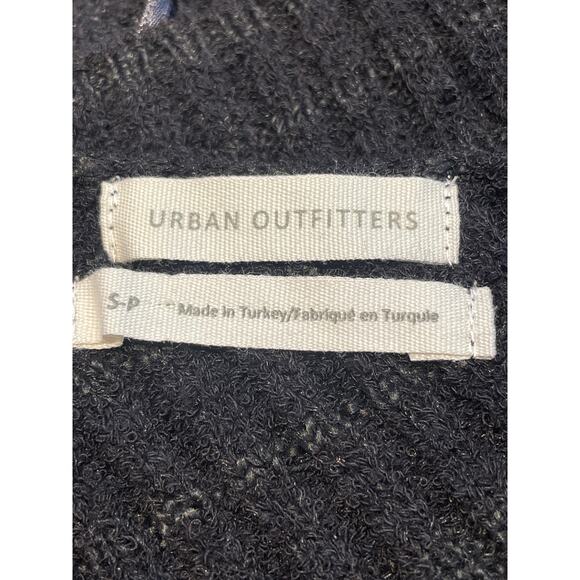 URBAN OUTFITTERS
S-P Made in Turkey/Fabriqué en Turquie